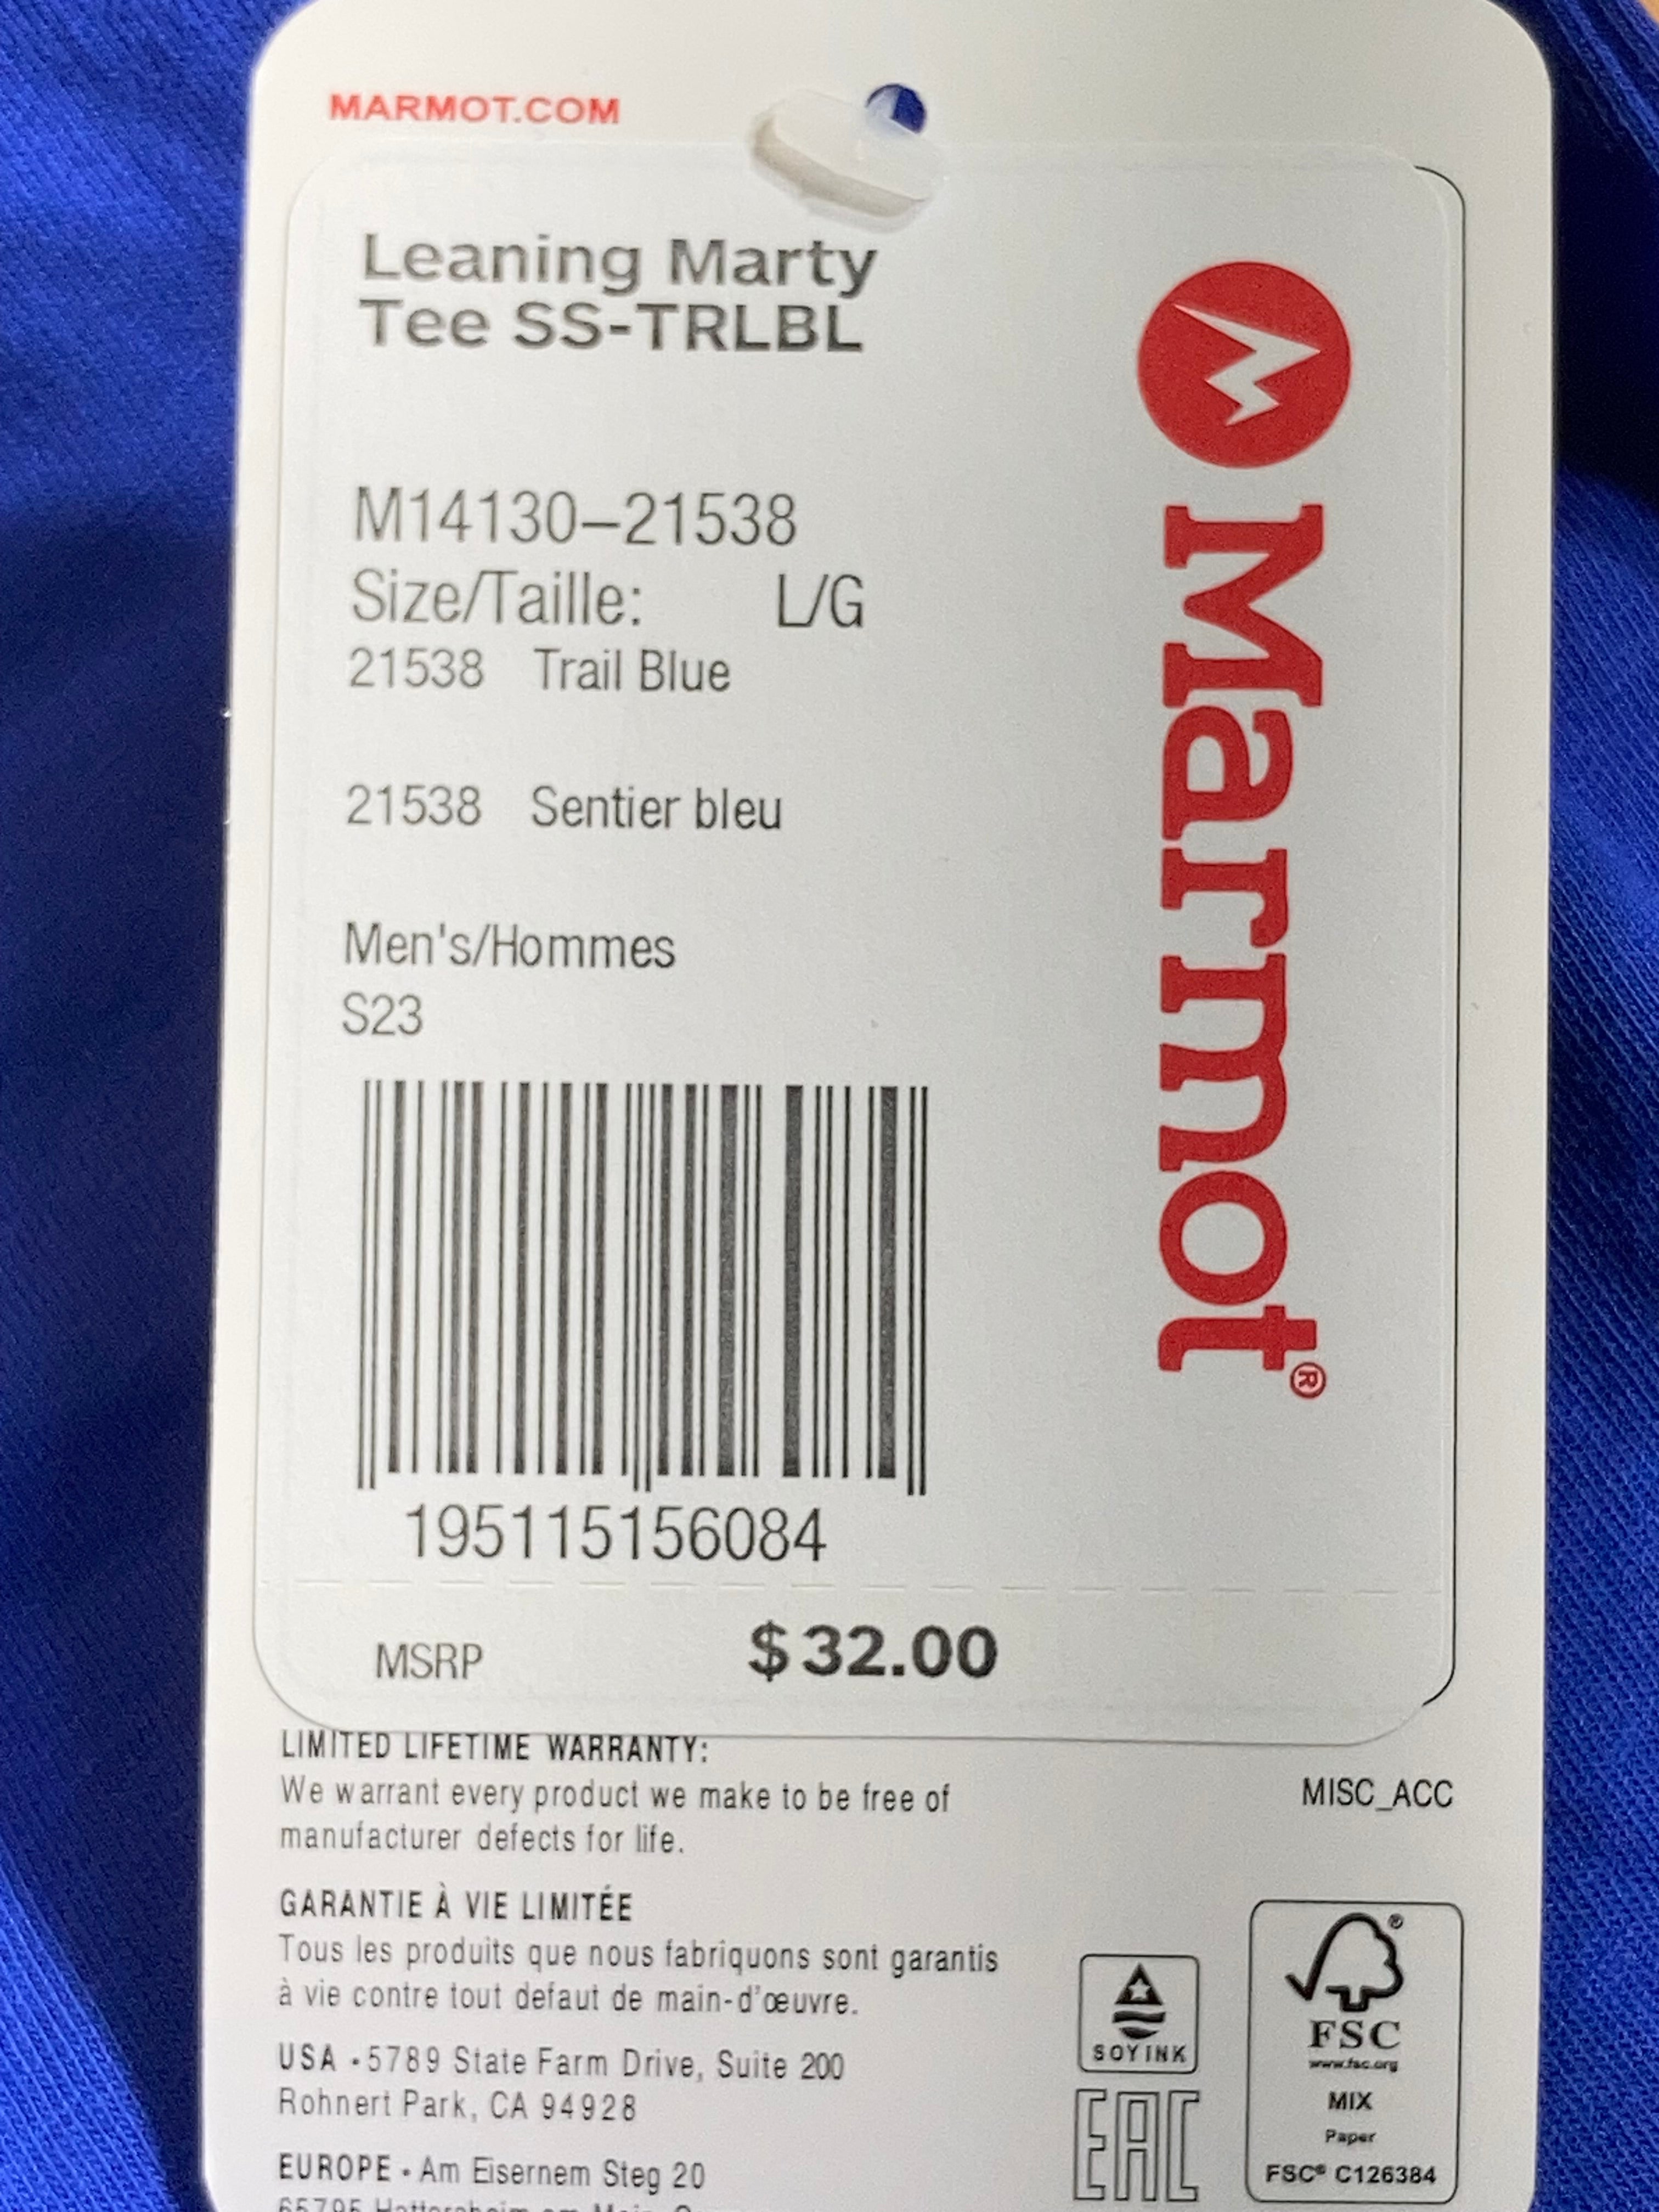 MARMOT.COM
Leaning Marty
Tee SS-TRLBL
M14130–21538
Size/Taille: L/G
21538 Trail Blue
21538 Sentier bleu
Men's/Hommes
S23
195115156084
MSRP $32.00
Marmot®
LIMITED LIFETIME WARRANTY:
We warrant every product we make to be free of
manufacturer defects for life.
MISC_ACC
GARANTIE À VIE LIMITÉE
Tous les produits que nous fabriquons sont garantis
à vie contre tout defaut de main-d'œuvre.
USA - 5789 State Farm Drive, Suite 200
Rohnert Park, CA 94928
EUROPE - Am Eisernem Steg 20
SOY INK
EAC
®
FSC
www.fsc.org
MIX
Paper
FSC® C126384